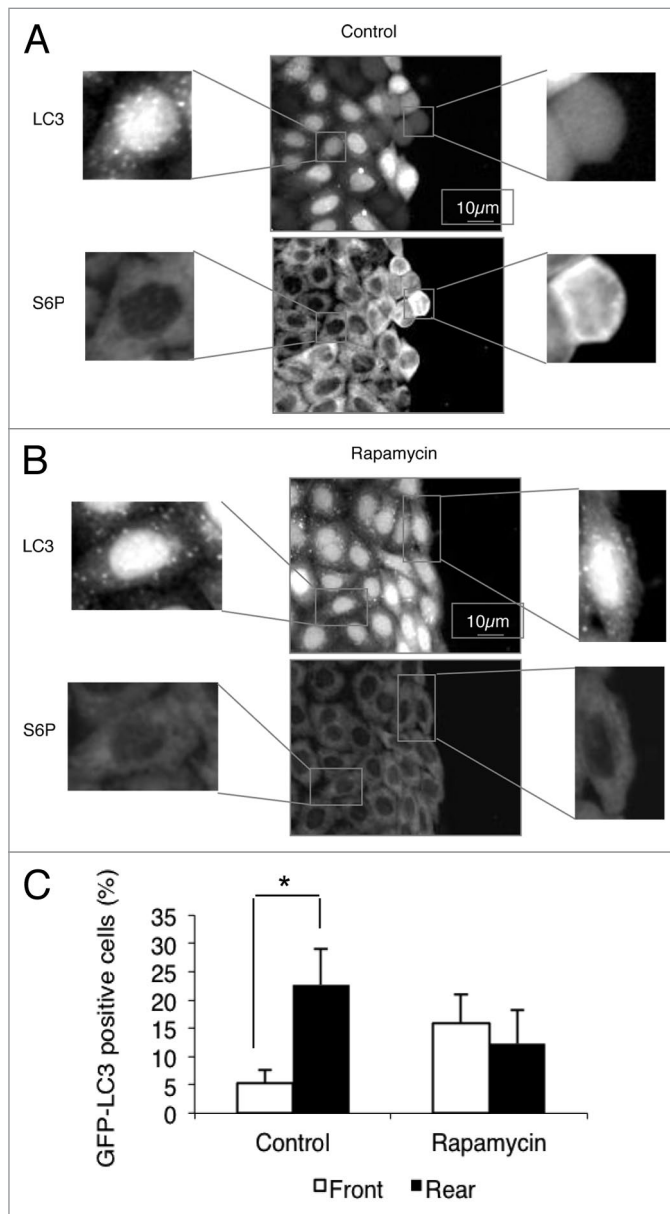 A
Control
LC3
10μm
S6P
B
Rapamycin
LC3
10μm
S6P
C
*
GFP-LC3 positive cells (%)
35
30
25
20
15
10
5
0
Control Rapamycin
Front Rear